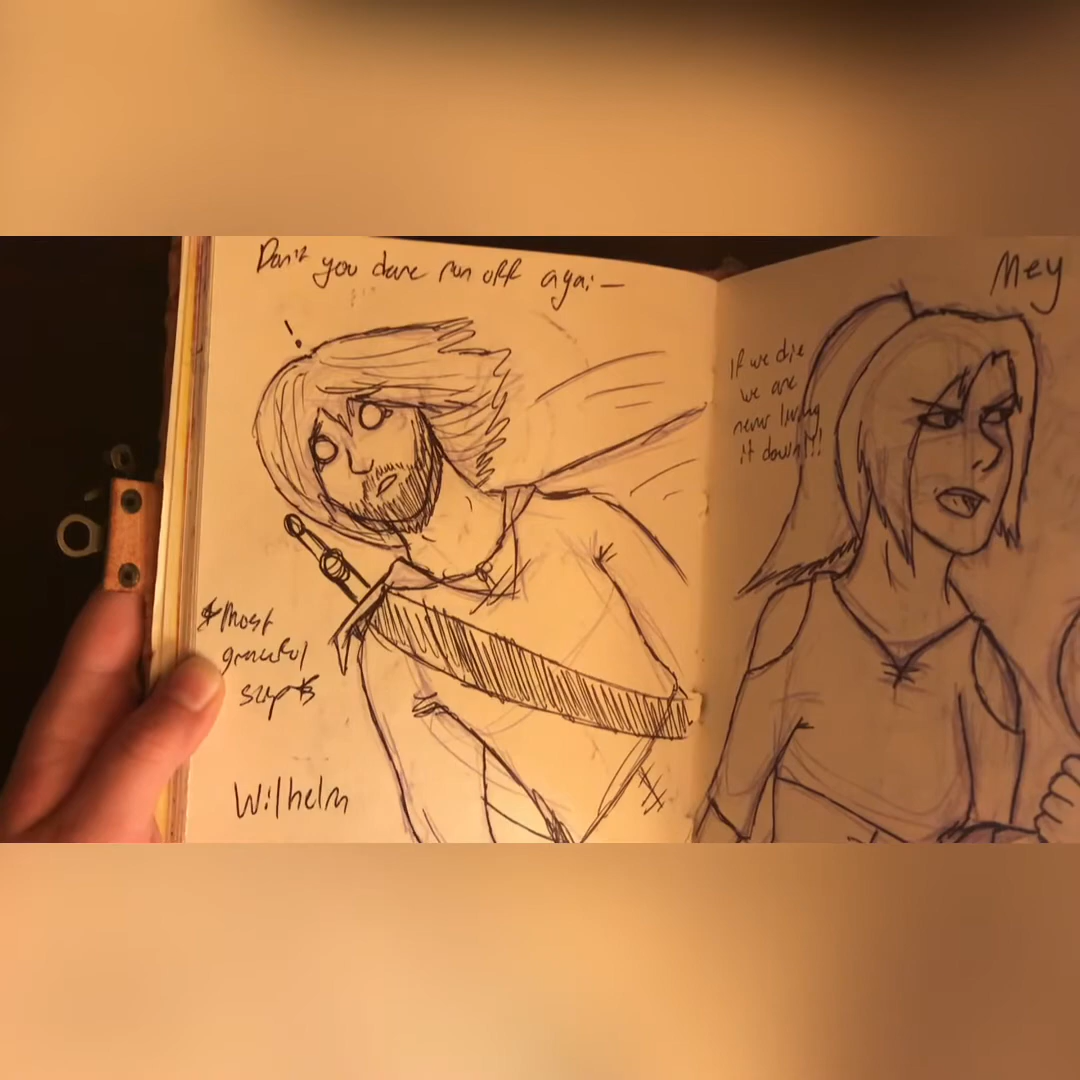 Don't you dare run off agai—
!
*Most
graceful
slip*
Wilhelm
Mey
If we die
we are
never living
it down!!!